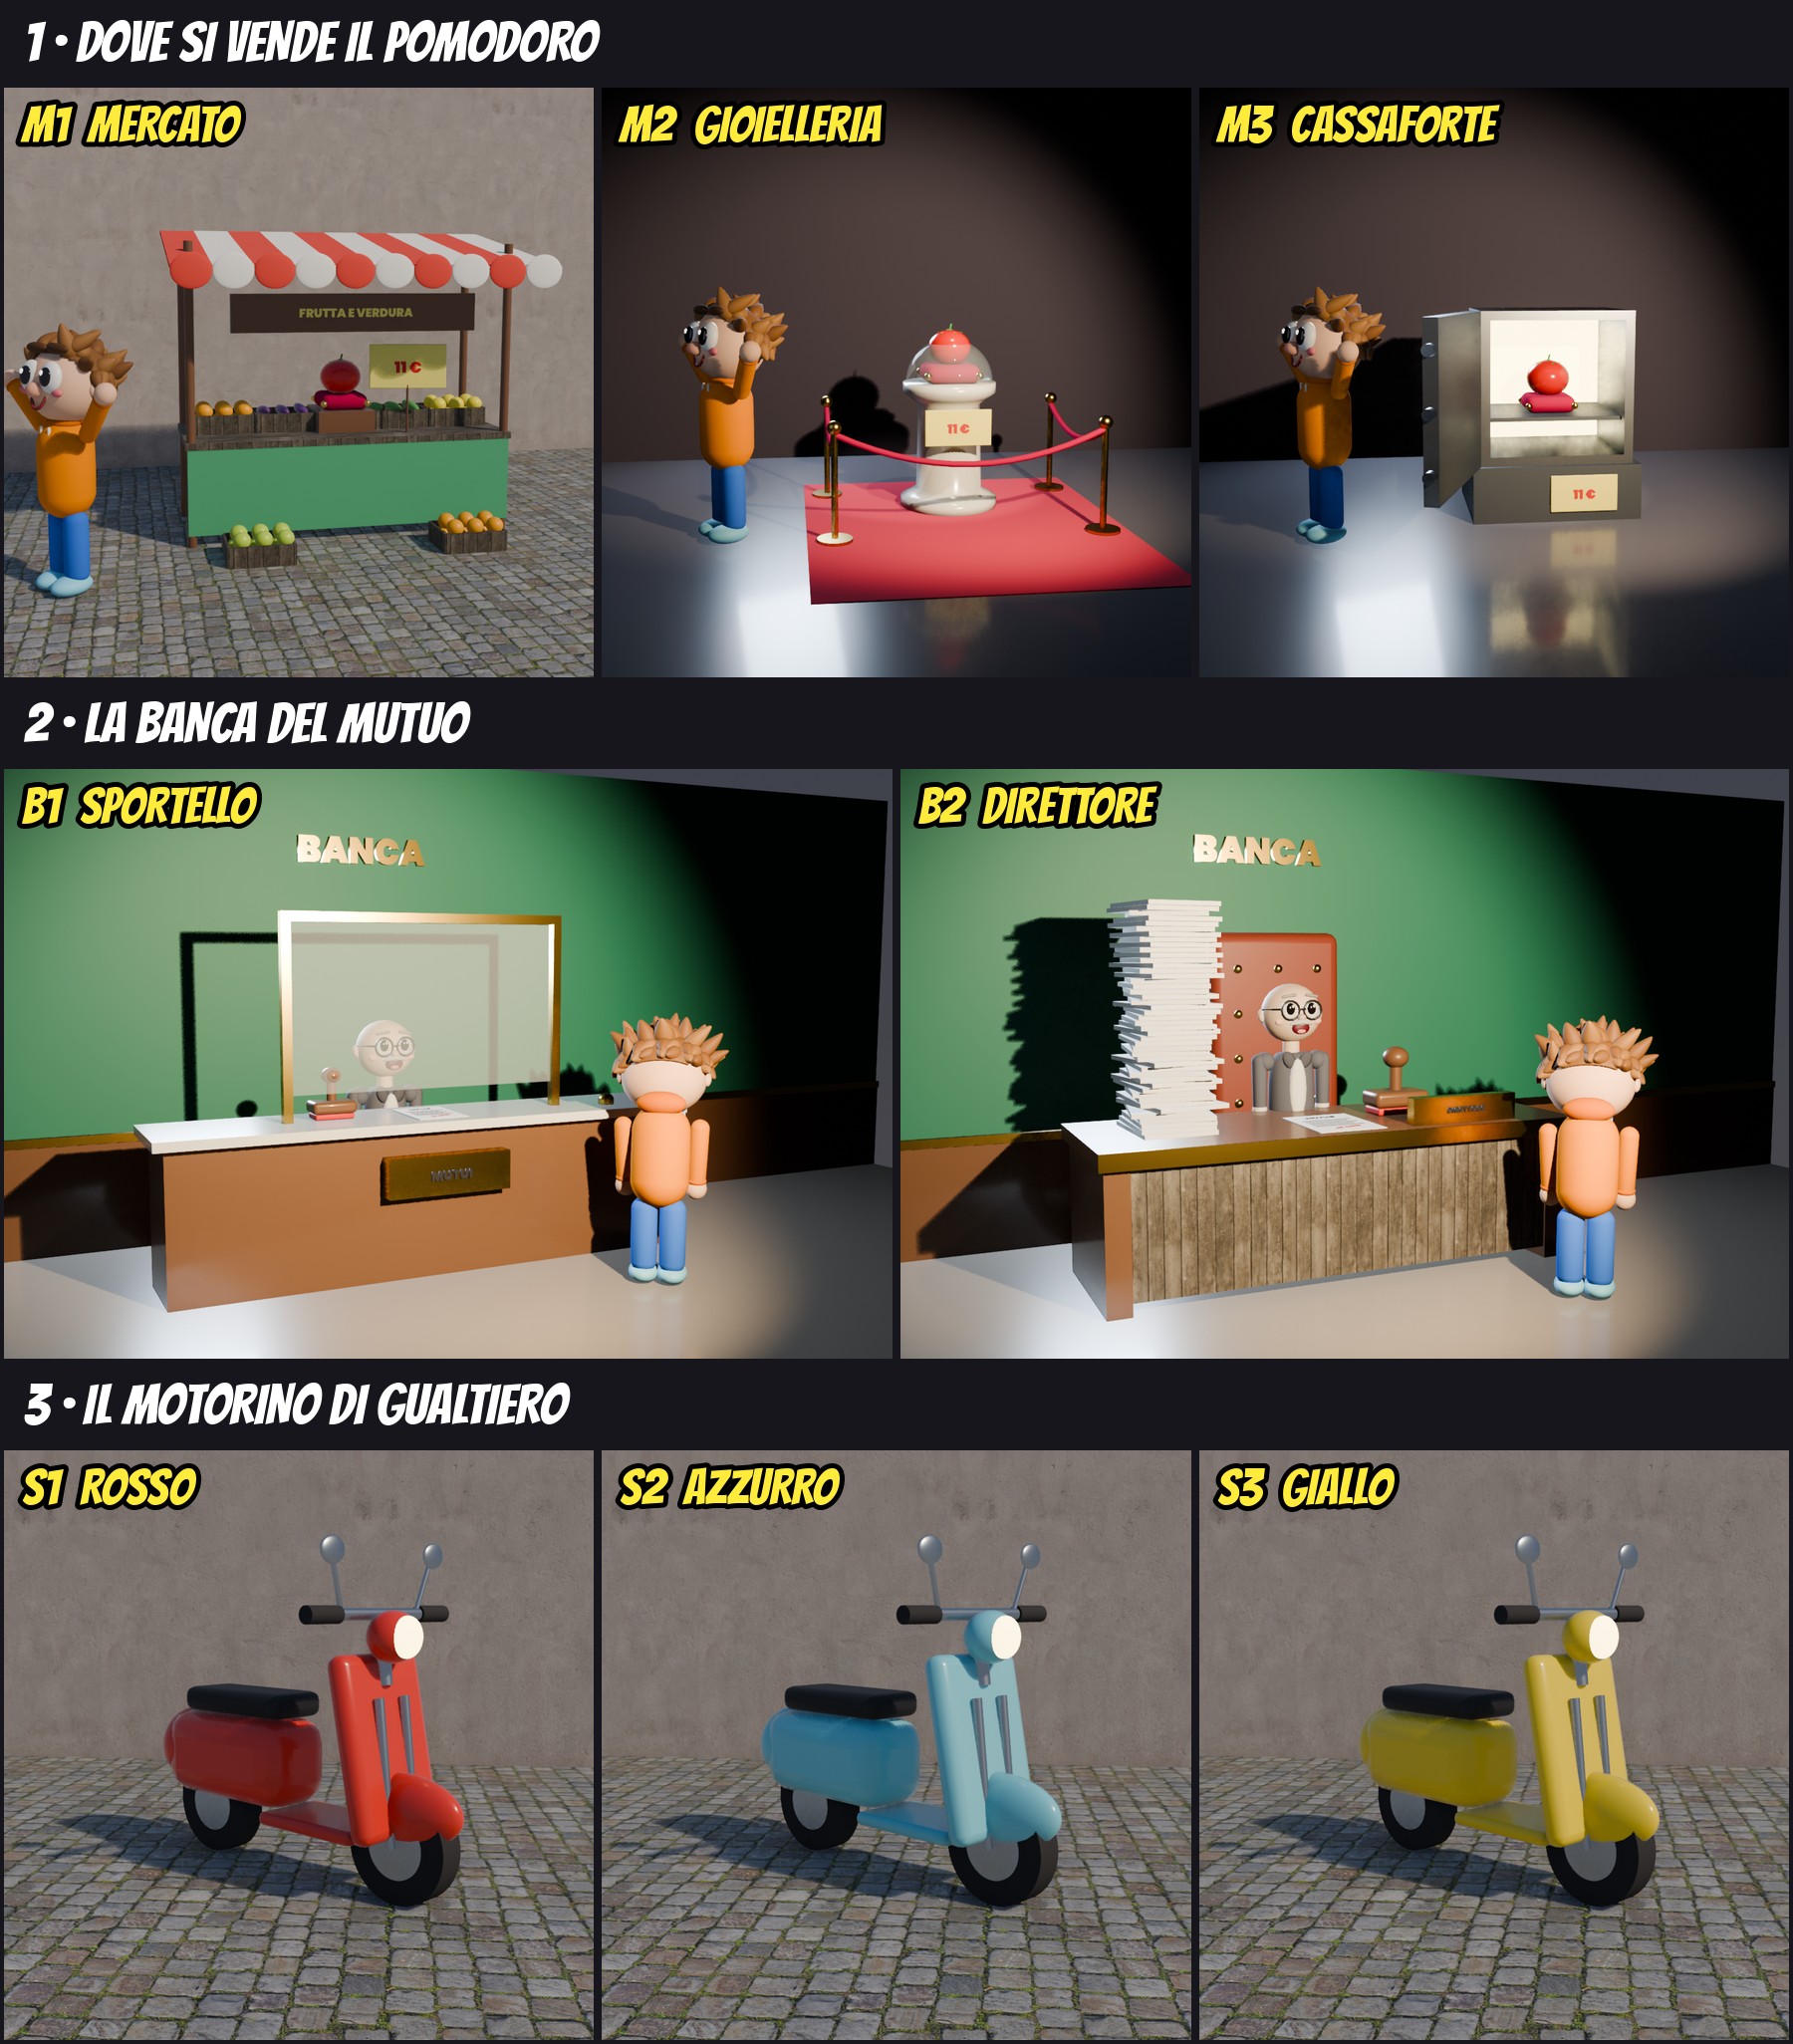 1 • DOVE SI VENDE IL POMODORO
M1 MERCATO
M2 GIOIELLERIA
M3 CASSAFORTE
FRUTTA E VERDURA
11 €
11 €
11 €
2 • LA BANCA DEL MUTUO
B1 SPORTELLO
B2 DIRETTORE
BANCA
BANCA
MUTUI
3 • IL MOTORINO DI GUALTIERO
S1 ROSSO
S2 AZZURRO
S3 GIALLO